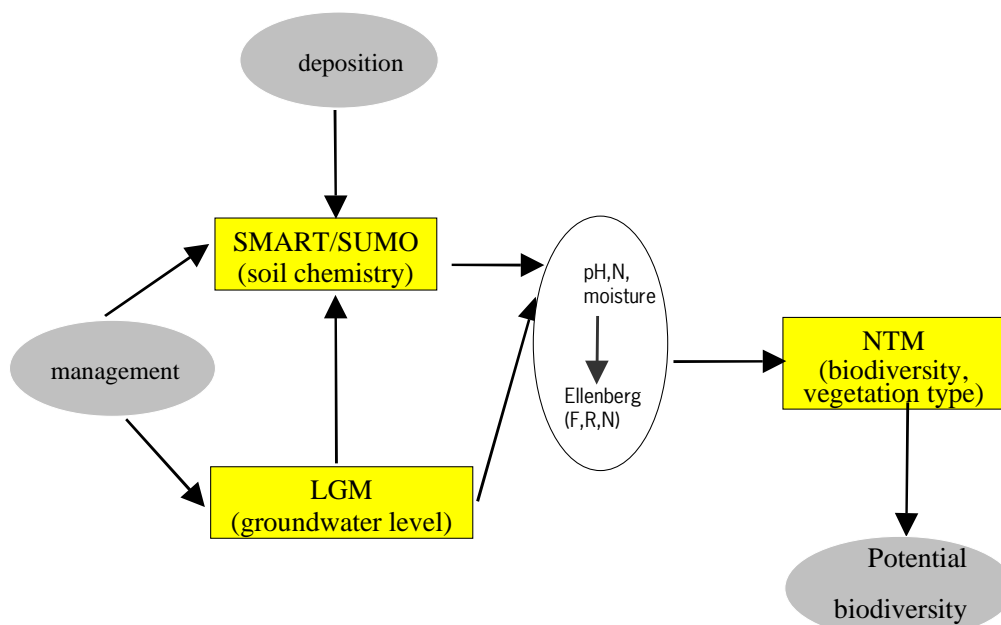 deposition
SMART/SUMO
(soil chemistry)
pH,N,
moisture
Ellenberg
(F,R,N)
NTM
(biodiversity,
vegetation type)
management
LGM
(groundwater level)
Potential
biodiversity